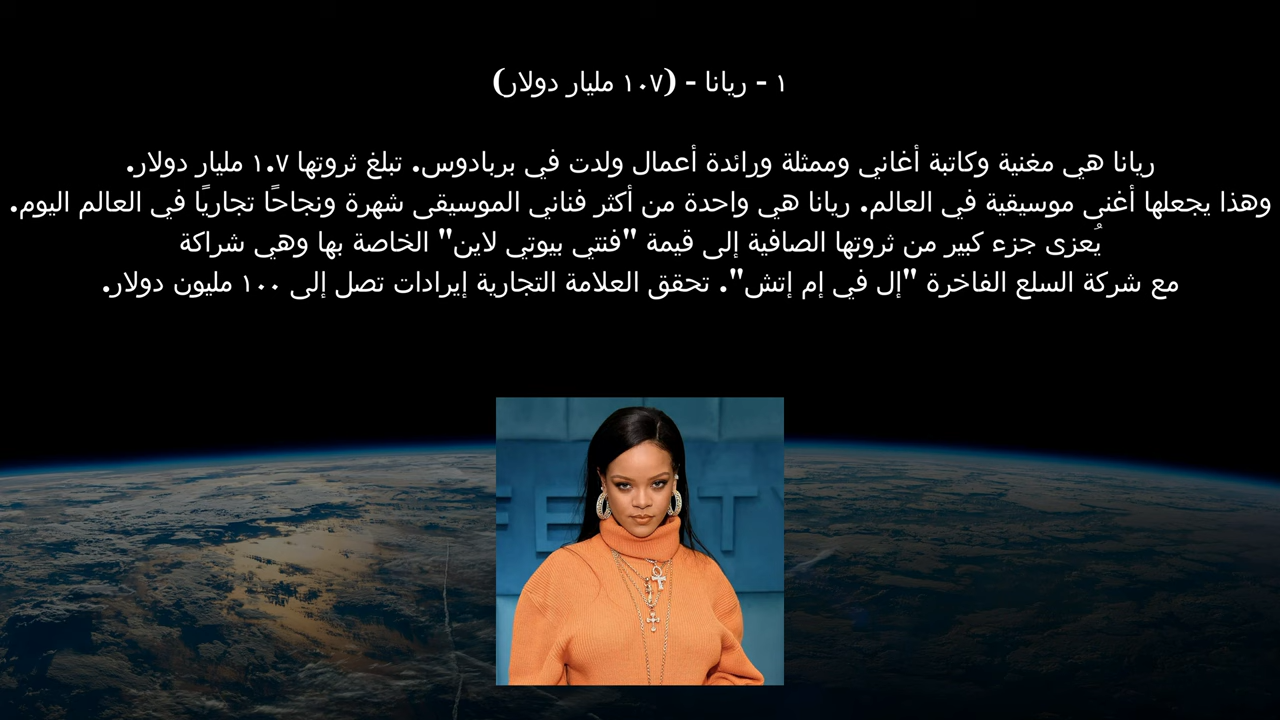 ١ - ريانا - (١.٧ مليار دولار)
ريانا هي مغنية وكاتبة أغاني وممثلة ورائدة أعمال ولدت في بربادوس. تبلغ ثروتها ١.٧ مليار دولار.
وهذا يجعلها أغنى موسيقية في العالم. ريانا هي واحدة من أكثر فناني الموسيقى شهرة ونجاحًا تجاريًا في العالم اليوم.
يُعزى جزء كبير من ثروتها الصافية إلى قيمة "فنتي بيوتي لاين" الخاصة بها وهي شراكة
مع شركة السلع الفاخرة "إل في إم إتش". تحقق العلامة التجارية إيرادات تصل إلى ١٠٠ مليون دولار.